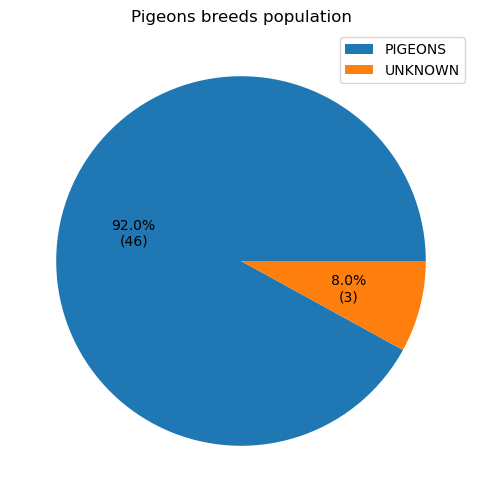 Pigeons breeds population
PIGEONS
UNKNOWN
92.0%
(46)
8.0%
(3)